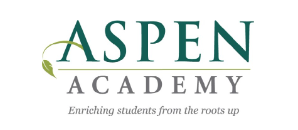 ASPEN
ACADEMY
Enriching students from the roots up